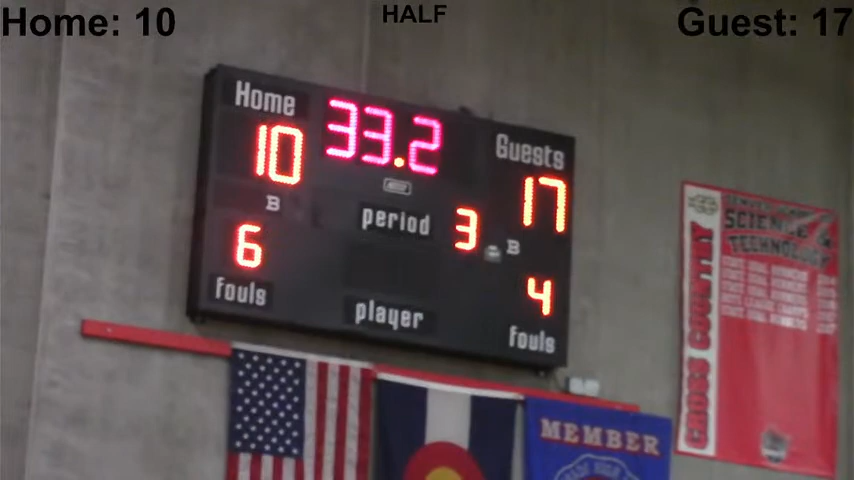 Home: 10
HALF
Guest: 17
Home
33.2
Guests
10
17
B
period
3
B
6
4
fouls
player
fouls
MEMBER
CROSS COUNTRY
SCIENCE &
TECHNOLOGY